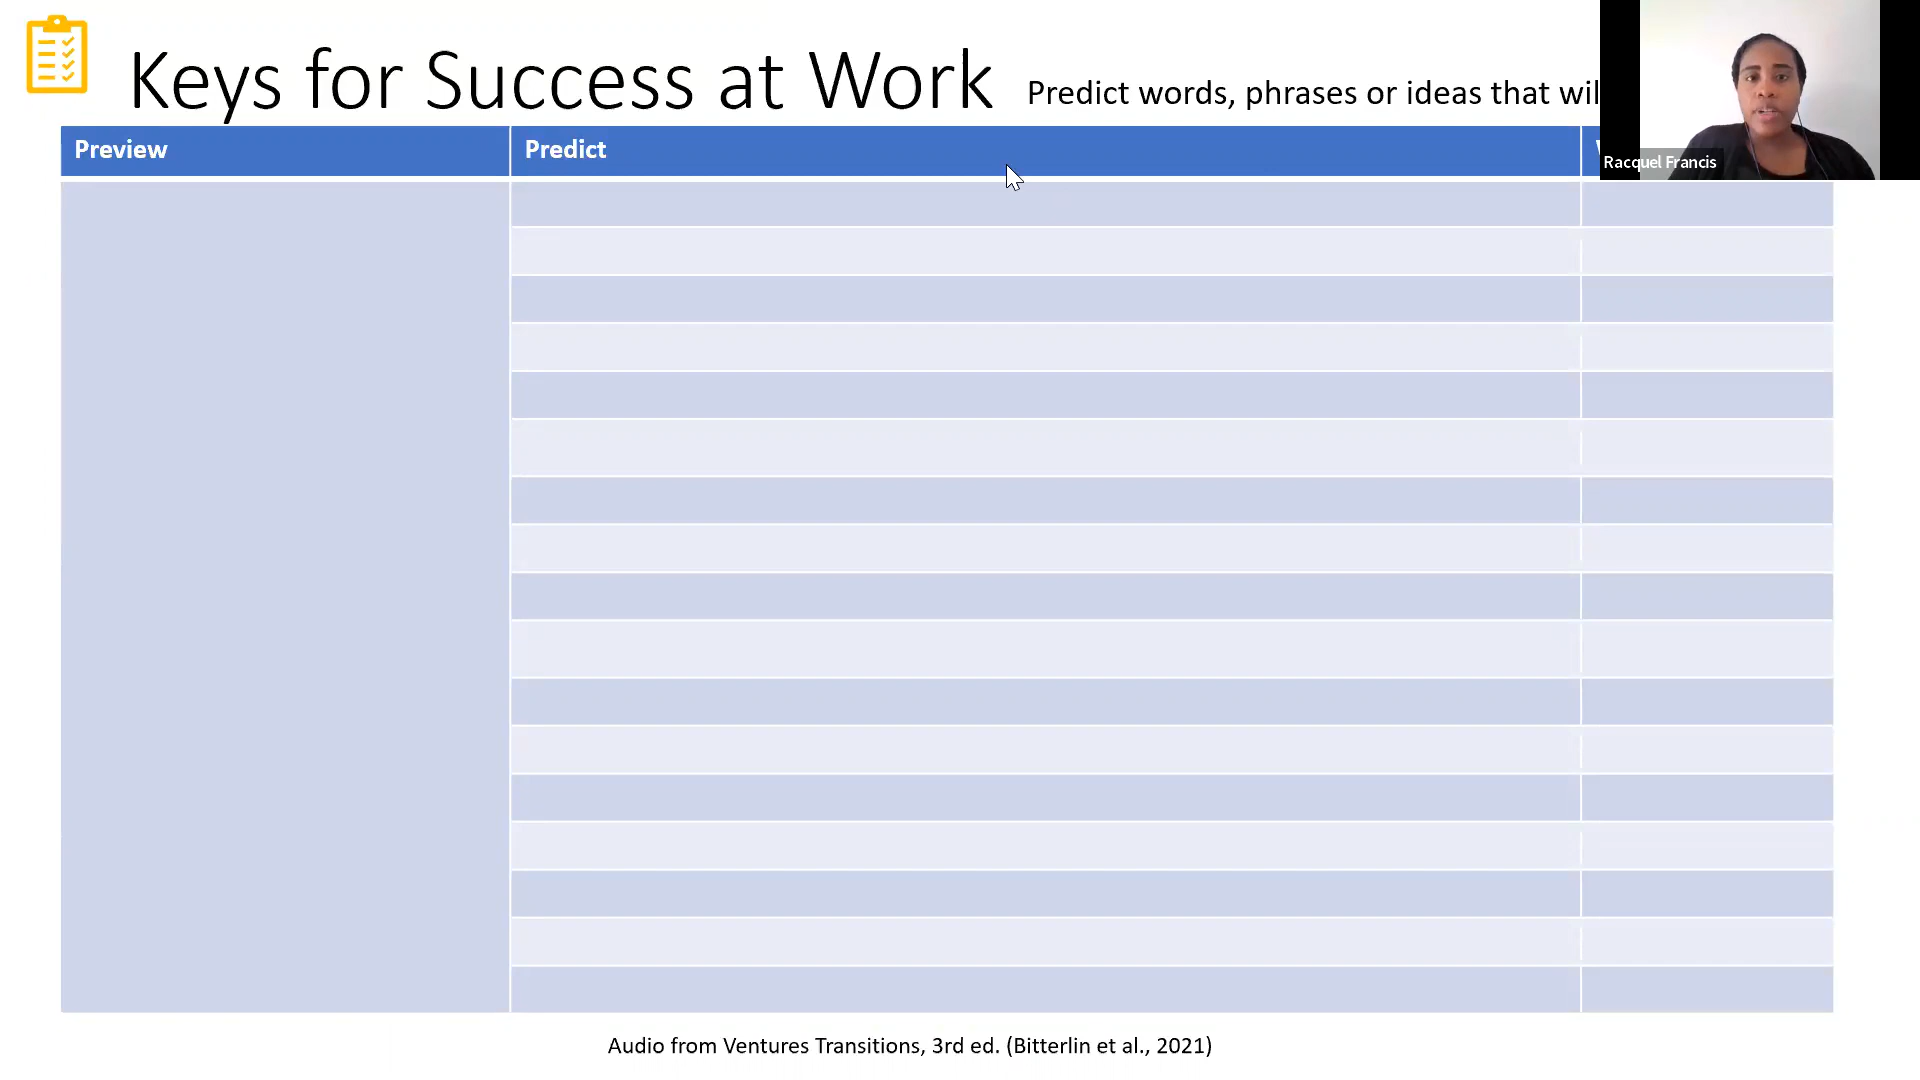 Keys for Success at Work
Predict words, phrases or ideas that wil
Preview
Predict
Racquel Francis
Audio from Ventures Transitions, 3rd ed. (Bitterlin et al., 2021)